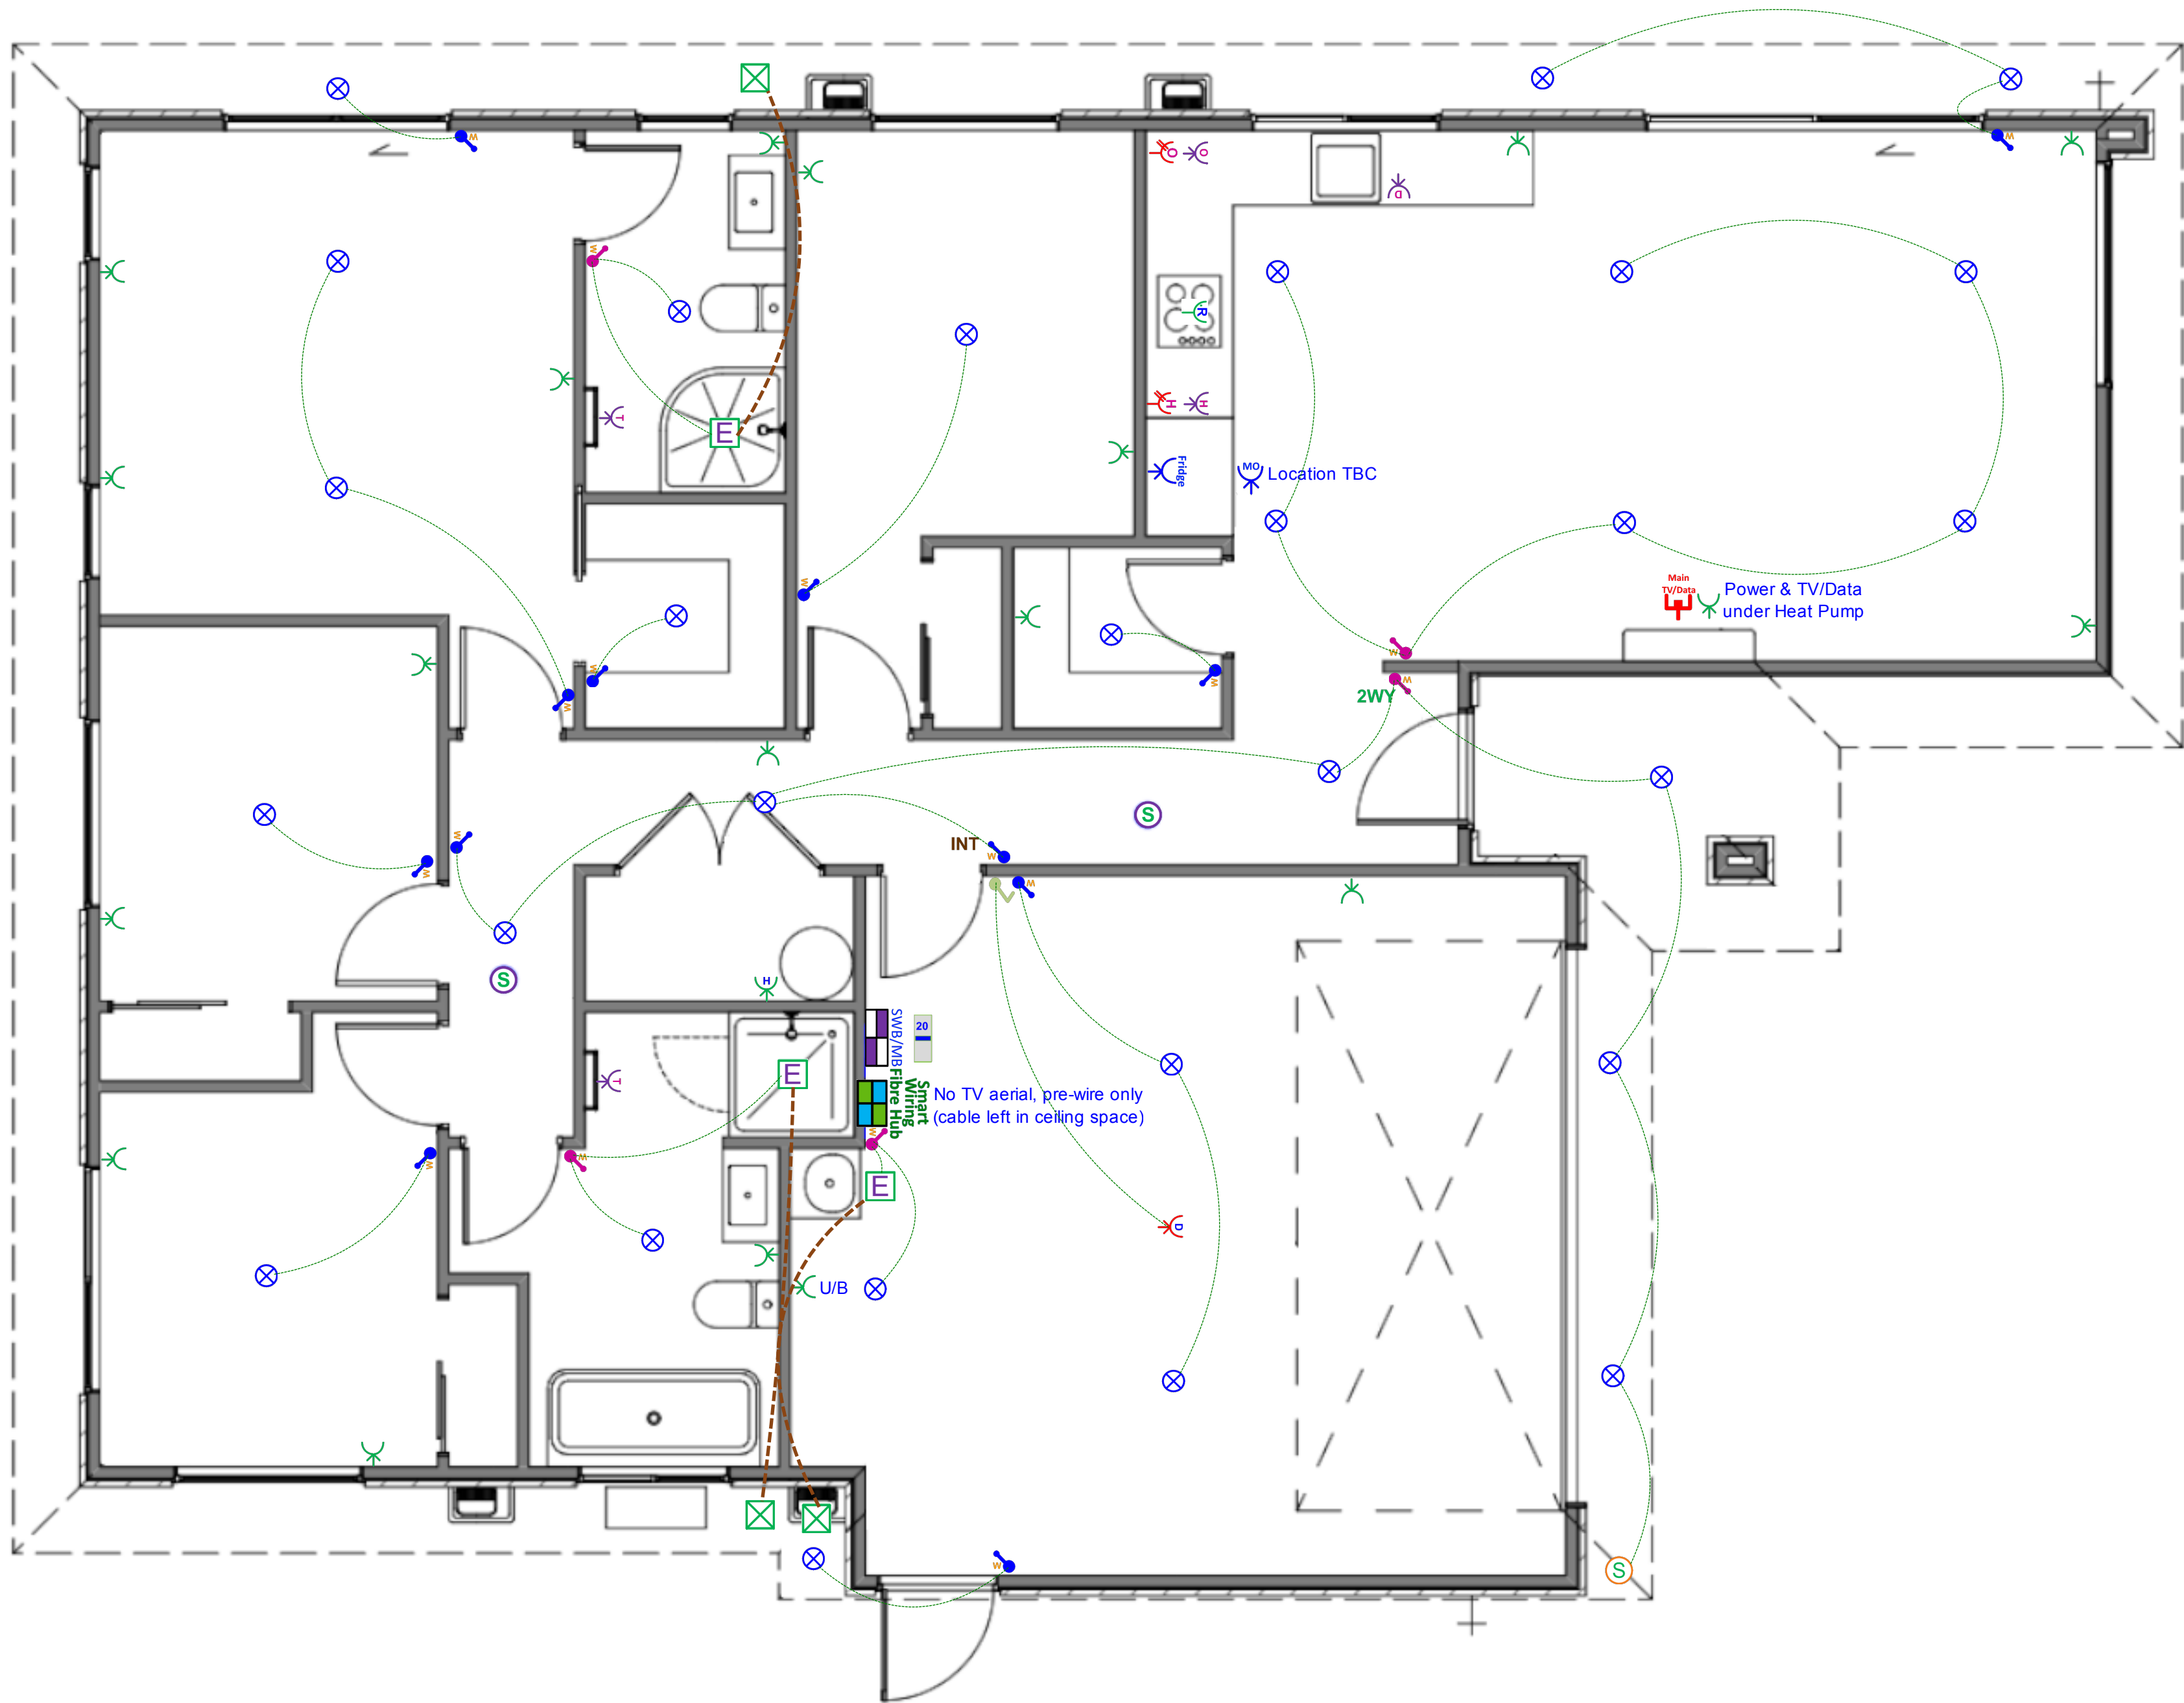 W
W
O
O
D
W
R
H
H
T
E
Fridge
MO
Location TBC
Main
TV/Data
Power & TV/Data
under Heat Pump
W
W
W
W
W
W
2WY
W
W
INT
W
W
S
W
S
H
SWB/MB
20
Smart
Wiring
Fibre Hub
No TV aerial, pre-wire only
(cable left in ceiling space)
E
T
W
W
W
E
D
U/B
W
S